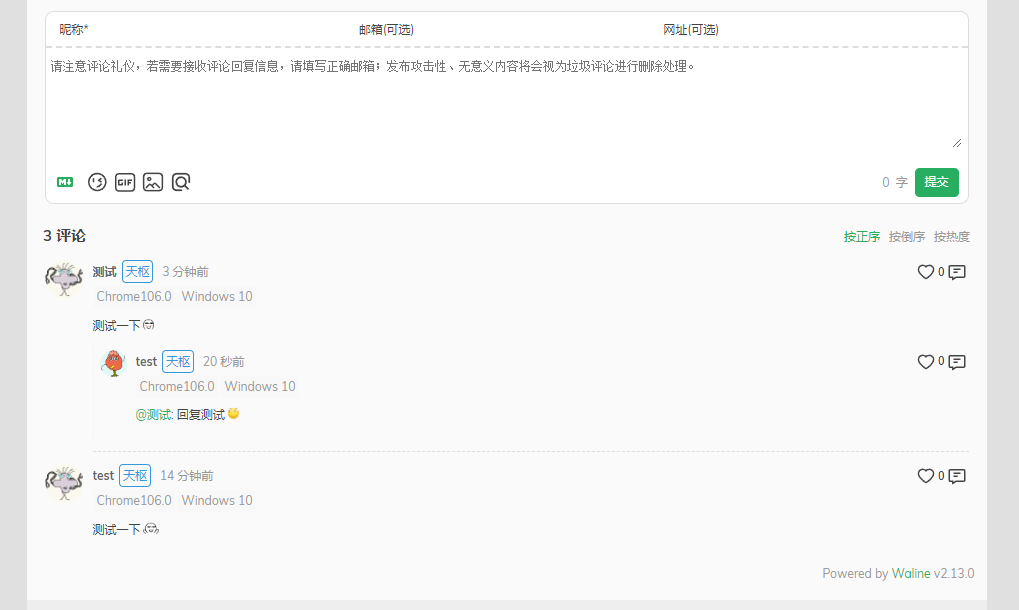 昵称* 邮箱(可选) 网址(可选)
请注意评论礼仪，若需要接收评论回复信息，请填写正确邮箱；发布攻击性、无意义内容将会视为垃圾评论进行删除处理。
M↓ GIF 0 字 提交
3 评论 按正序 按倒序 按热度
测试 天枢 3 分钟前 0
Chrome106.0 Windows 10
测试一下
test 天枢 20 秒前 0
Chrome106.0 Windows 10
@测试: 回复测试
test 天枢 14 分钟前 0
Chrome106.0 Windows 10
测试一下
Powered by Waline v2.13.0